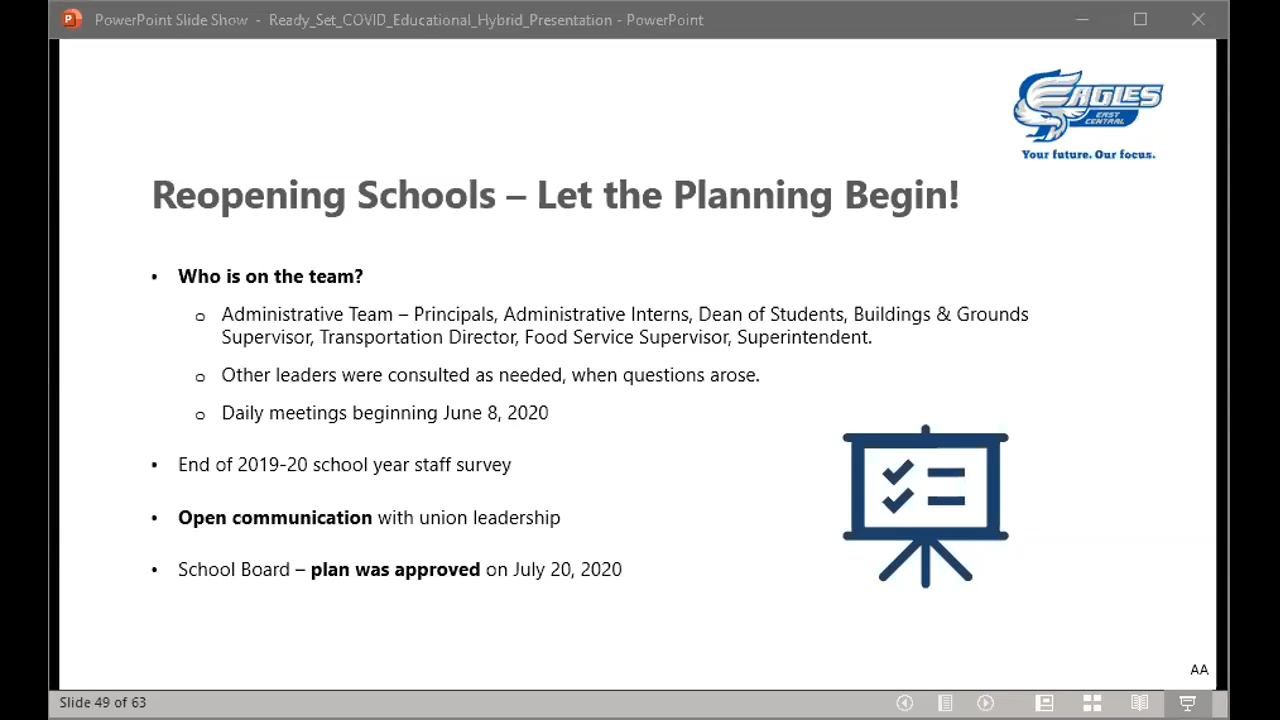 PowerPoint Slide Show - Ready_Set_COVID_Educational_Hybrid_Presentation - PowerPoint
EAGLES
EAST
CENTRAL
Your future. Our focus.
Reopening Schools – Let the Planning Begin!
• Who is on the team?
o Administrative Team – Principals, Administrative Interns, Dean of Students, Buildings & Grounds
Supervisor, Transportation Director, Food Service Supervisor, Superintendent.
o Other leaders were consulted as needed, when questions arose.
o Daily meetings beginning June 8, 2020
• End of 2019-20 school year staff survey
• Open communication with union leadership
• School Board – plan was approved on July 20, 2020
AA
Slide 49 of 63